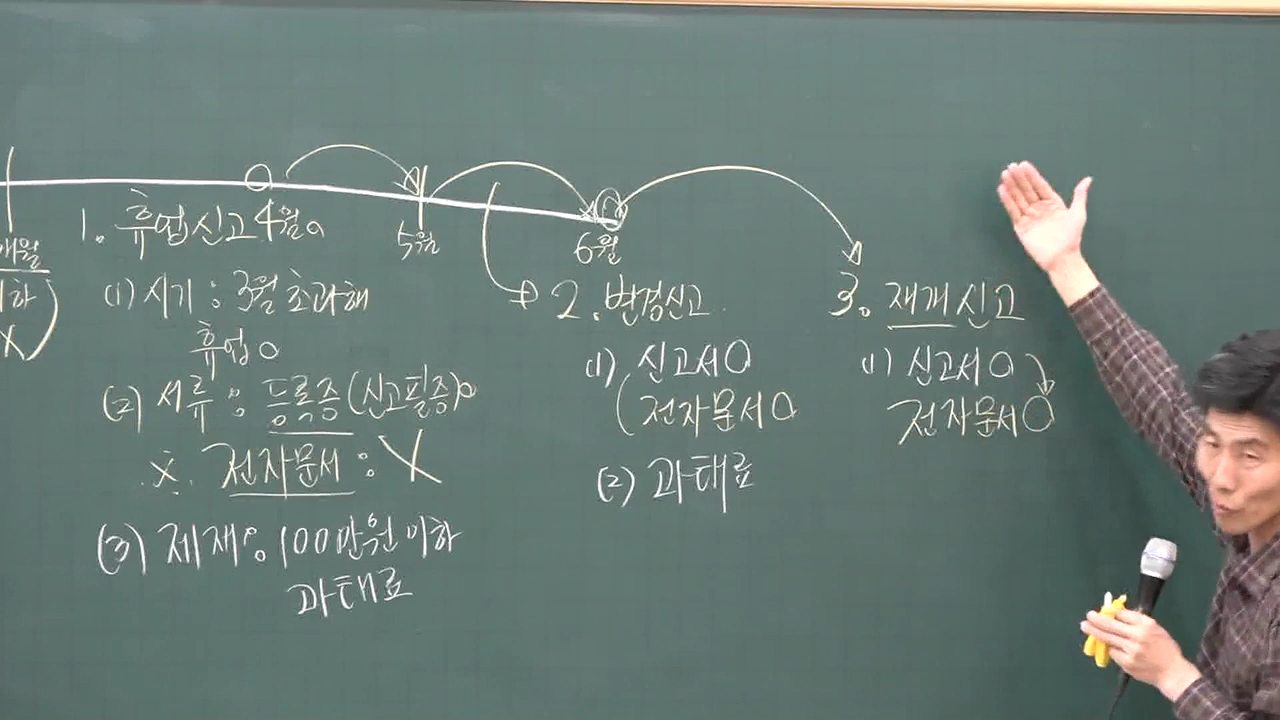 1. 휴업신고 4월
5월
6월
(1) 시기 : 3월 초과해
휴업 O
(2) 서류 : 등록증(신고필증)
※. 전자문서 : X
(3) 제재 : 100만원 이하
과태료
2. 변경신고
(1) 신고서 O
전자문서 O
(2) 과태료
3. 재개신고
(1) 신고서 O
전자문서 O
개월
하)
X)